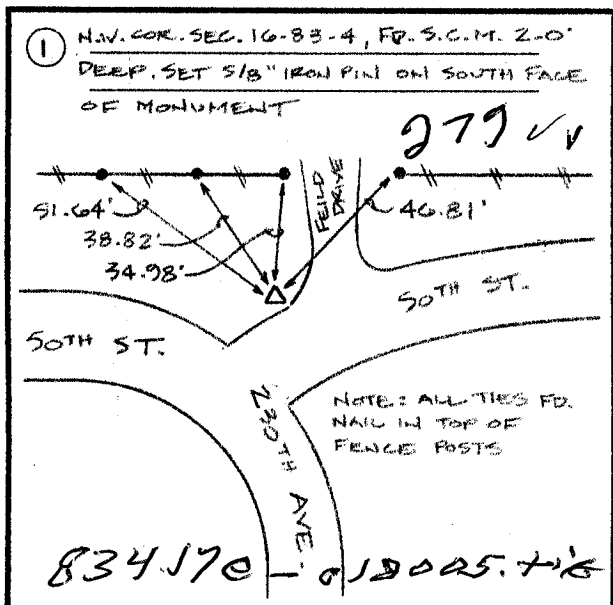 1 N.W. COR. SEC. 16-83-4, FD. S.C.M. 2-0'
DEEP. SET 5/8" IRON PIN ON SOUTH FACE
OF MONUMENT
279
FEILD DRIVE
51.64'
46.81'
38.82'
34.98'
50TH ST.
50TH ST.
230TH AVE.
NOTE: ALL TIES FD.
NAIL IN TOP OF
FENCE POSTS